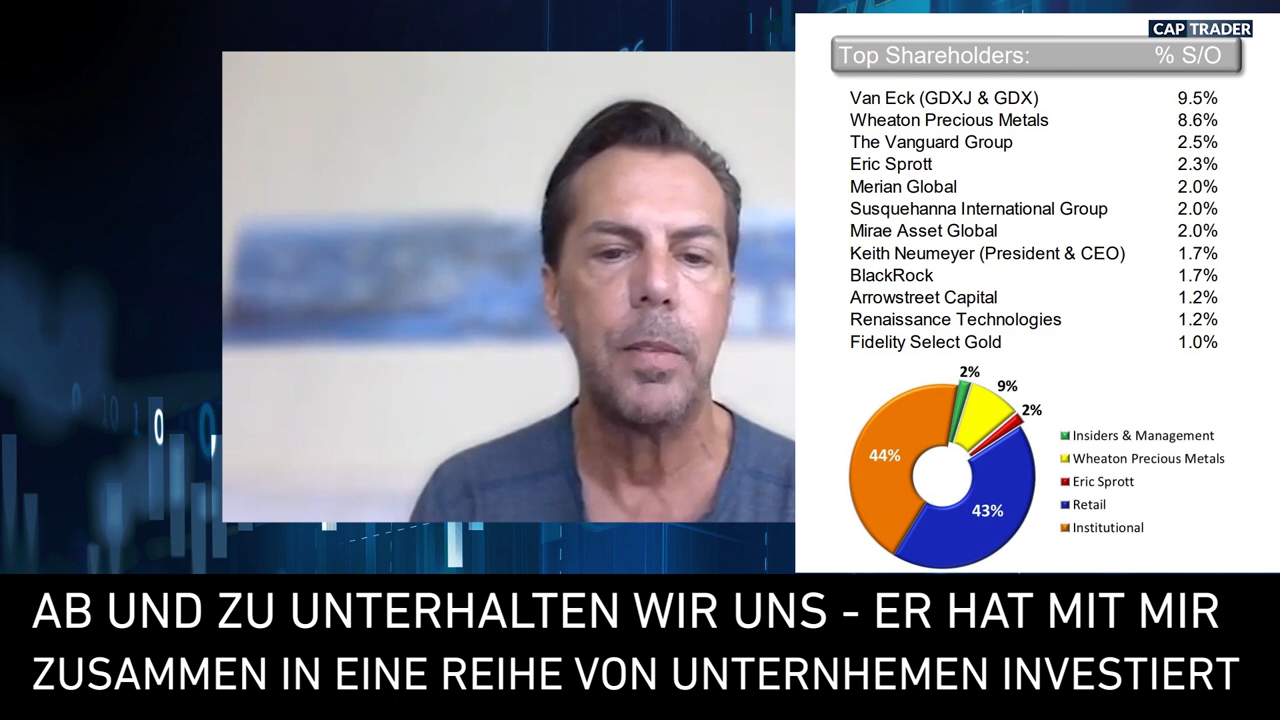 CAP TRADER
Top Shareholders: % S/O
Van Eck (GDXJ & GDX) 9.5%
Wheaton Precious Metals 8.6%
The Vanguard Group 2.5%
Eric Sprott 2.3%
Merian Global 2.0%
Susquehanna International Group 2.0%
Mirae Asset Global 2.0%
Keith Neumeyer (President & CEO) 1.7%
BlackRock 1.7%
Arrowstreet Capital 1.2%
Renaissance Technologies 1.2%
Fidelity Select Gold 1.0%
2%
9%
2%
44%
43%
Insiders & Management
Wheaton Precious Metals
Eric Sprott
Retail
Institutional
AB UND ZU UNTERHALTEN WIR UNS - ER HAT MIT MIR
ZUSAMMEN IN EINE REIHE VON UNTERNHEMEN INVESTIERT